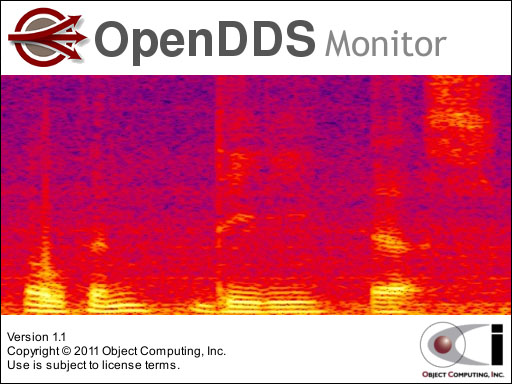 OpenDDS Monitor
Version 1.1
Copyright © 2011 Object Computing, Inc.
Use is subject to license terms.
OBJECT COMPUTING, INC.